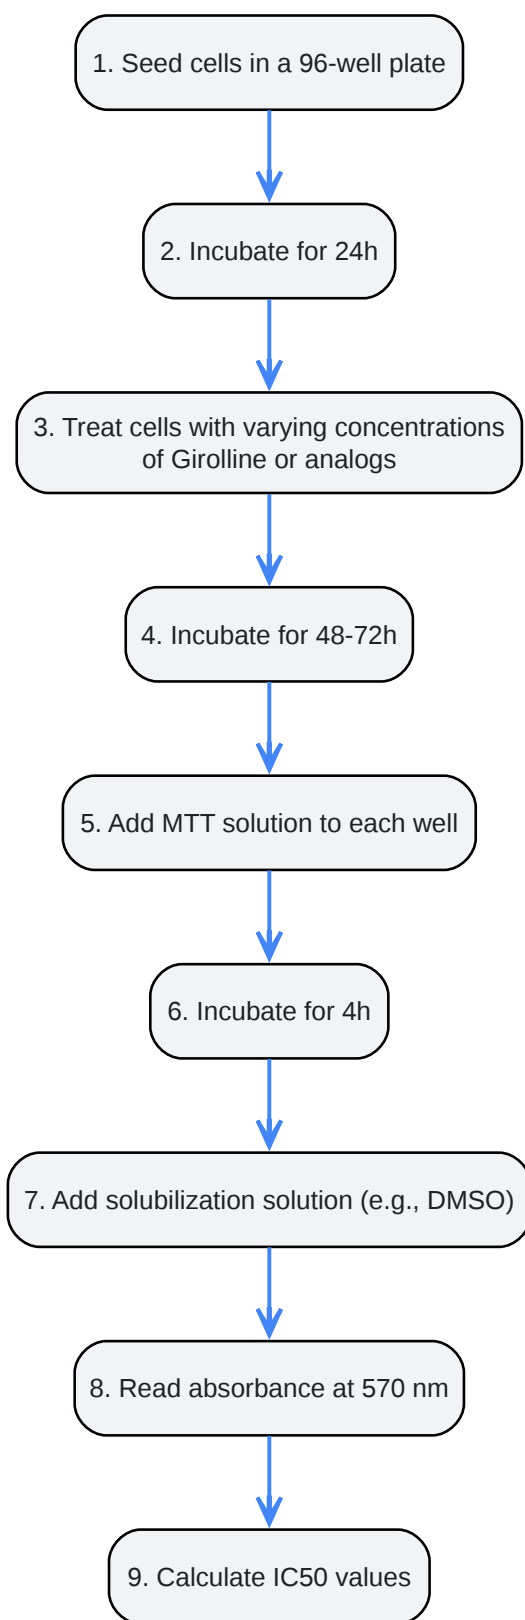 1. Seed cells in a 96-well plate
2. Incubate for 24h
3. Treat cells with varying concentrations
of Girolline or analogs
4. Incubate for 48-72h
5. Add MTT solution to each well
6. Incubate for 4h
7. Add solubilization solution (e.g., DMSO)
8. Read absorbance at 570 nm
9. Calculate IC50 values